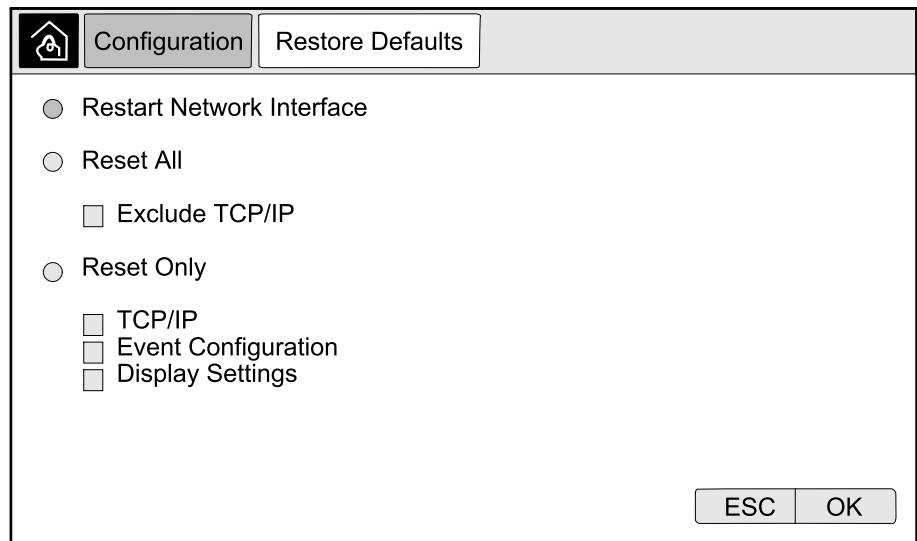 Configuration Restore Defaults
Restart Network Interface
Reset All
Exclude TCP/IP
Reset Only
TCP/IP
Event Configuration
Display Settings
ESC OK